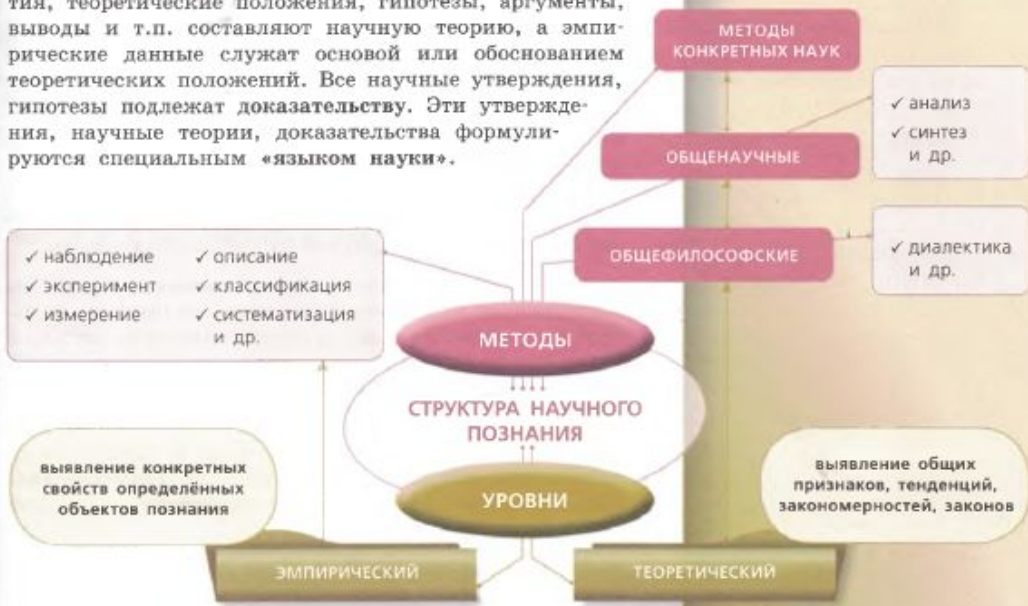 тия, теоретические положения, гипотезы, аргументы,
выводы и т.п. составляют научную теорию, а эмпи-
рические данные служат основой или обоснованием
теоретических положений. Все научные утверждения,
гипотезы подлежат доказательству. Эти утвержде-
ния, научные теории, доказательства формули-
руются специальным «языком науки».
МЕТОДЫ
КОНКРЕТНЫХ НАУК
✓ анализ
✓ синтез
и др.
ОБЩЕНАУЧНЫЕ
ОБЩЕФИЛОСОФСКИЕ
✓ диалектика
и др.
✓ наблюдение
✓ эксперимент
✓ измерение
✓ описание
✓ классификация
✓ систематизация
и др.
МЕТОДЫ
СТРУКТУРА НАУЧНОГО
ПОЗНАНИЯ
УРОВНИ
выявление конкретных
свойств определённых
объектов познания
выявление общих
признаков, тенденций,
закономерностей, законов
ЭМПИРИЧЕСКИЙ
ТЕОРЕТИЧЕСКИЙ